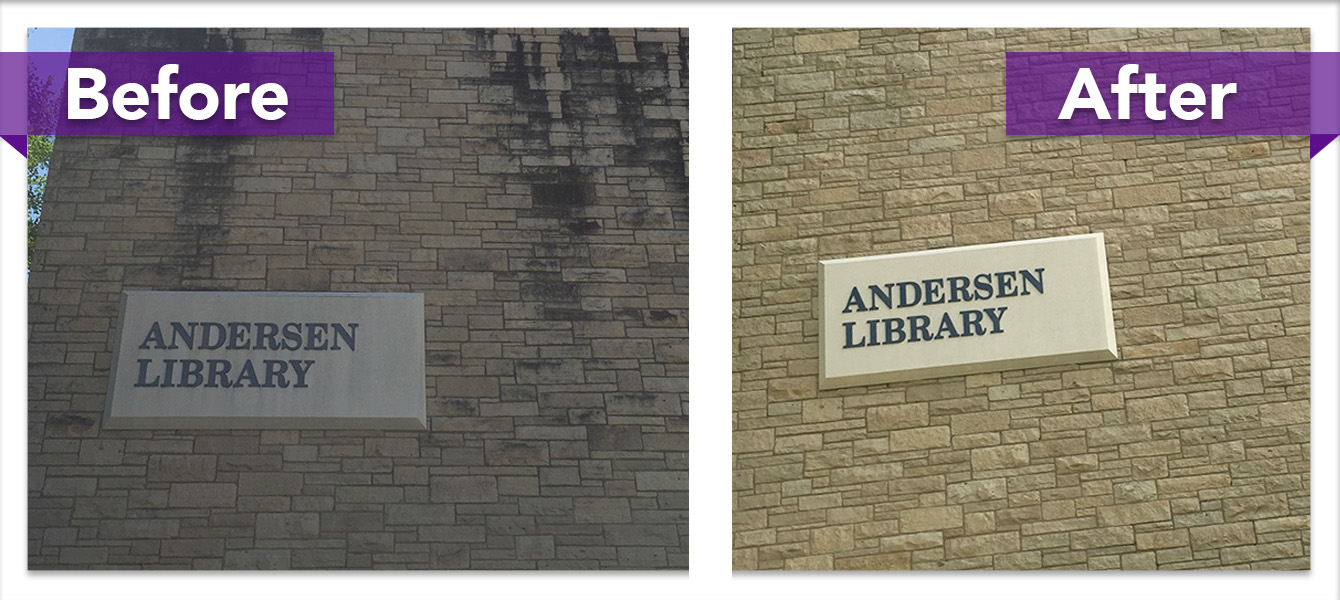 Before
ANDERSEN
LIBRARY
After
ANDERSEN
LIBRARY